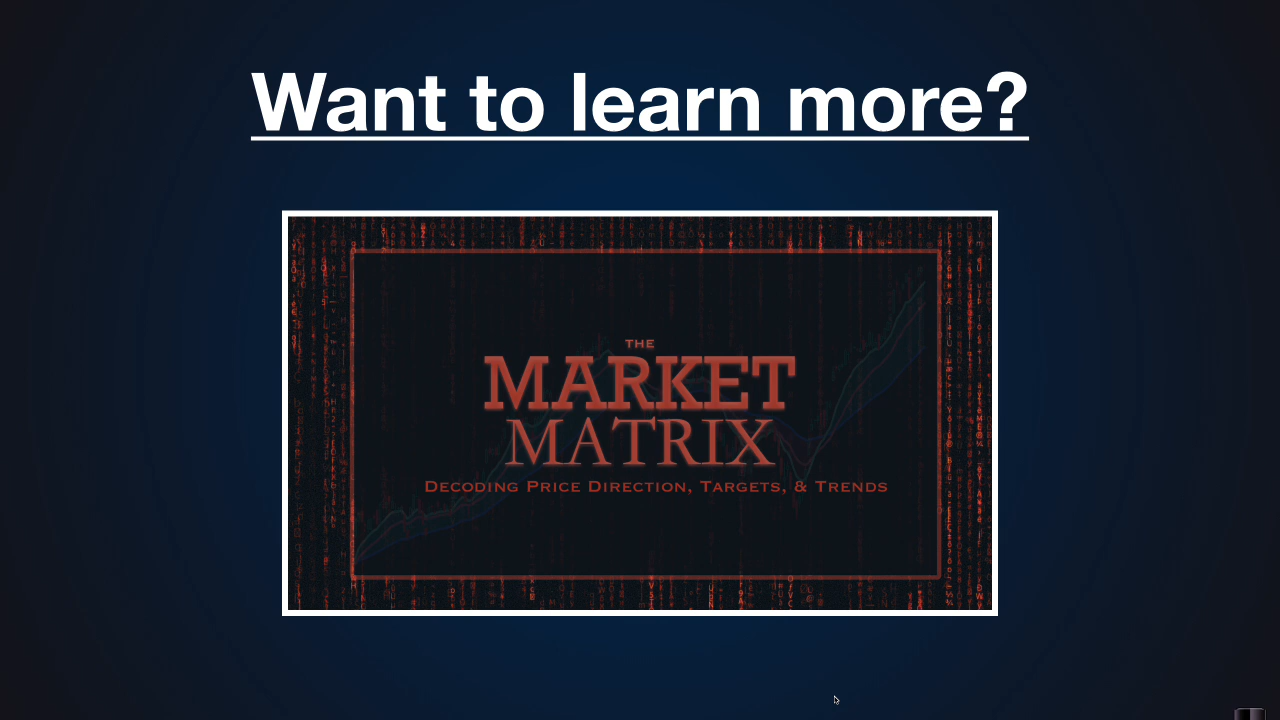 Want to learn more?
THE
MARKET
MATRIX
Decoding Price Direction, Targets, & Trends